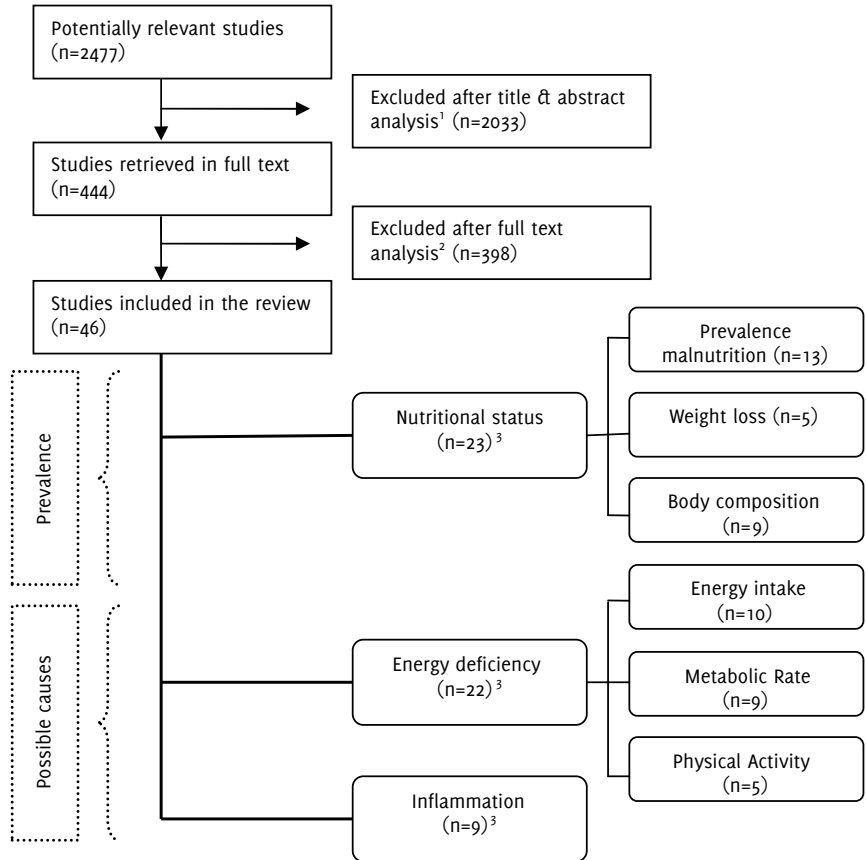 Potentially relevant studies
(n=2477)
Excluded after title & abstract
analysis¹ (n=2033)
Studies retrieved in full text
(n=444)
Excluded after full text
analysis² (n=398)
Studies included in the review
(n=46)
Prevalence
Nutritional status
(n=23)³
Prevalence
malnutrition (n=13)
Weight loss (n=5)
Body composition
(n=9)
Possible causes
Energy deficiency
(n=22)³
Energy intake
(n=10)
Metabolic Rate
(n=9)
Physical Activity
(n=5)
Inflammation
(n=9)³